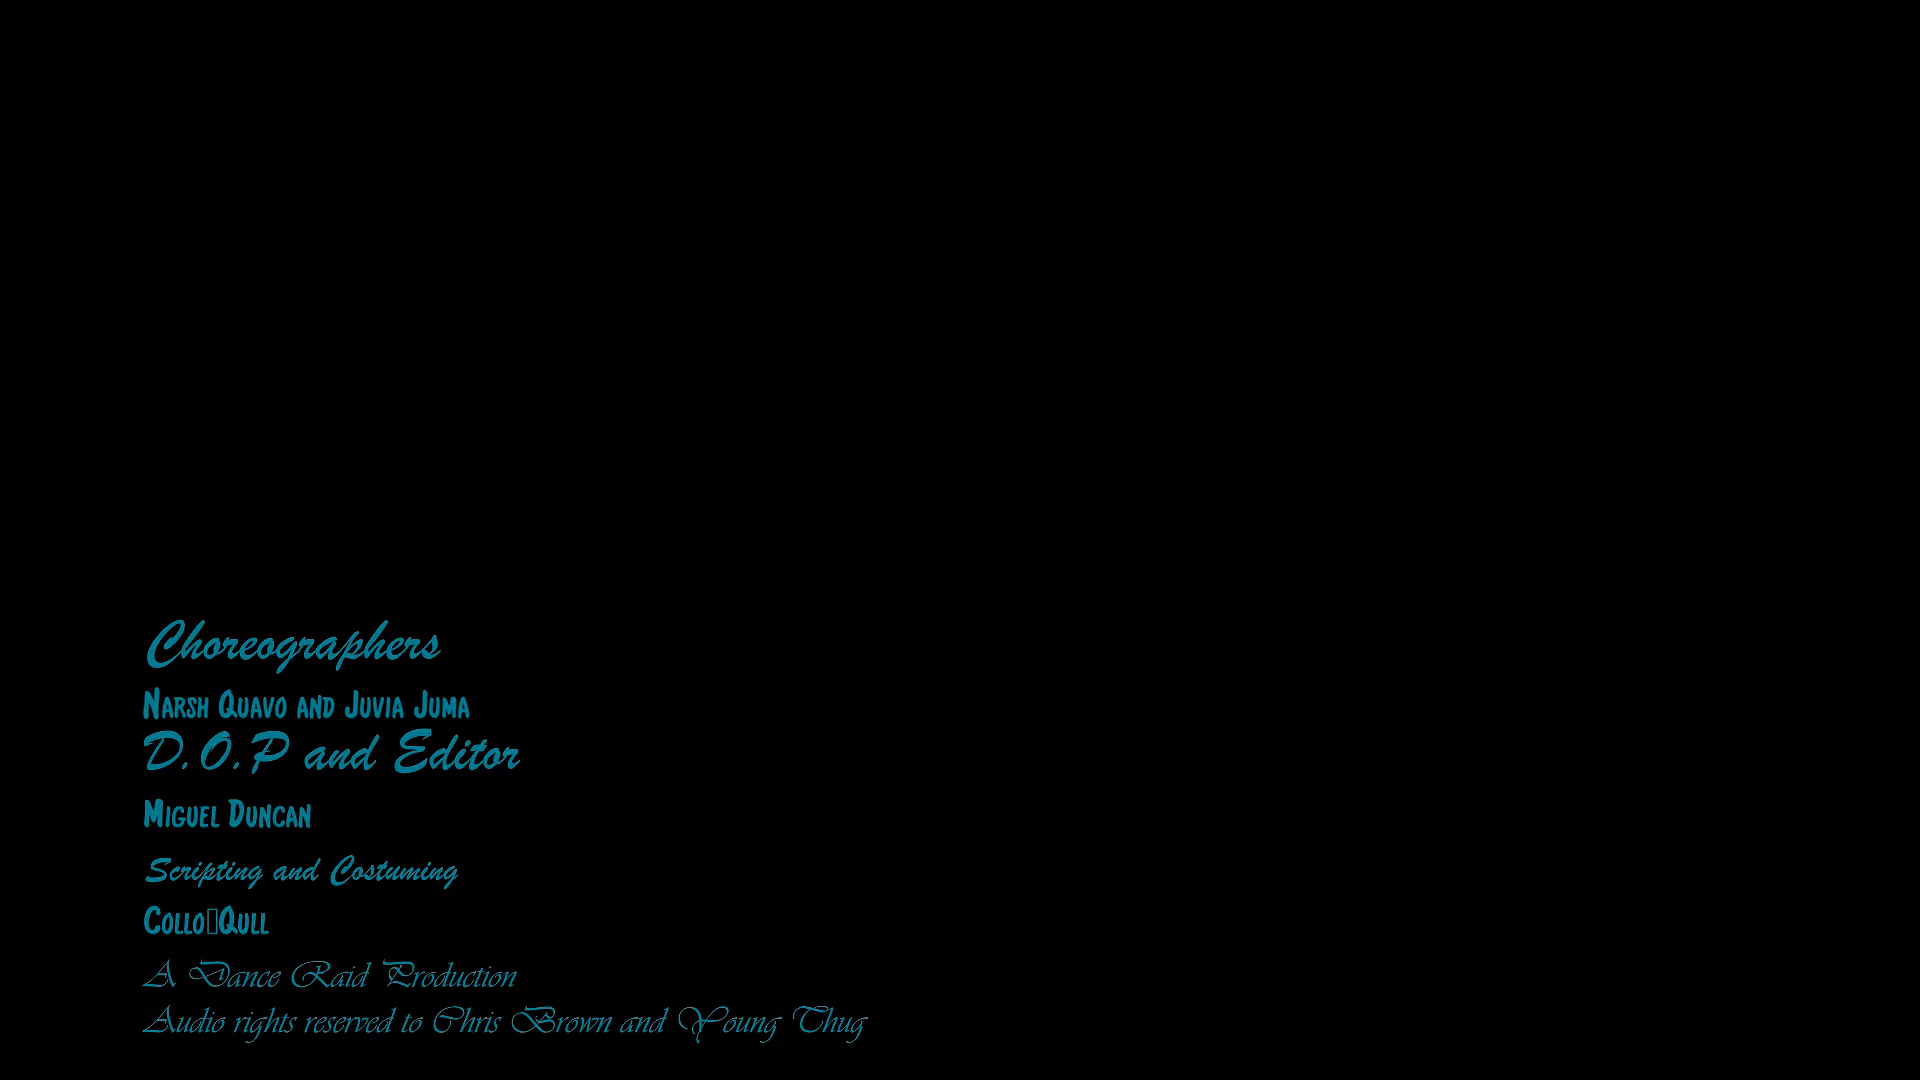 Choreographers
Narsh Quavo and Juvia Juma
D.O.P and Editor
Miguel Duncan
Scripting and Costuming
Collo▯Qull
A Dance Raid Production
Audio rights reserved to Chris Brown and Young Thug